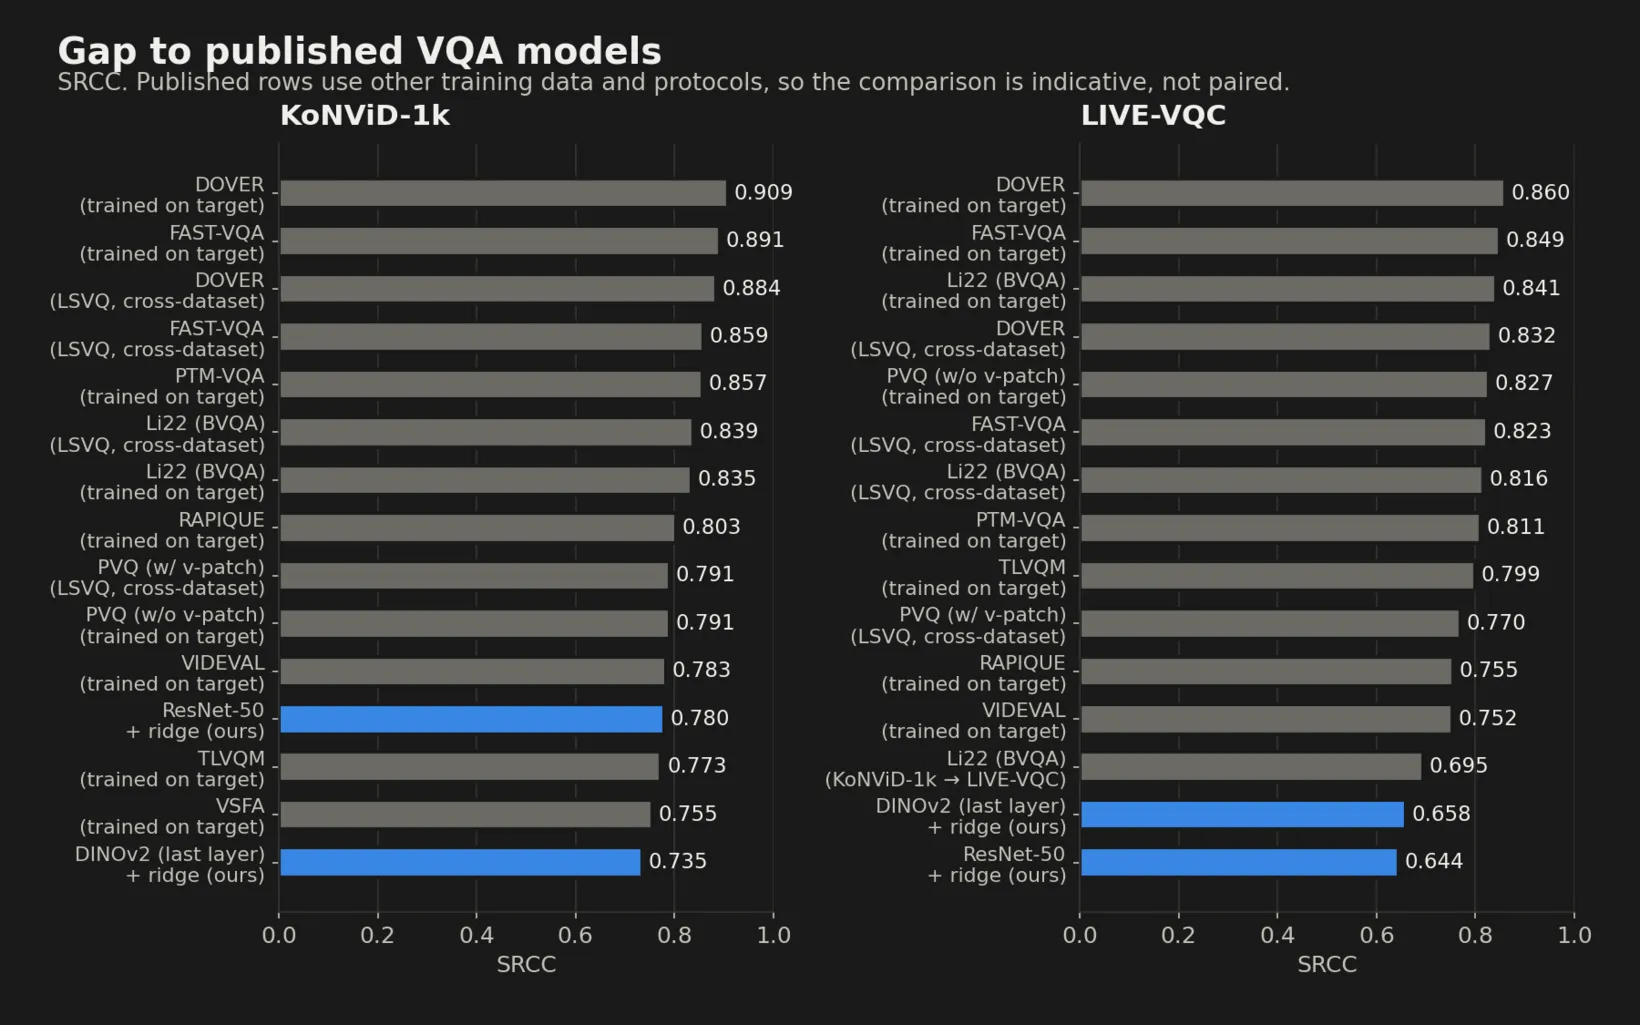 Gap to published VQA models
SRCC. Published rows use other training data and protocols, so the comparison is indicative, not paired.
KoNViD-1k
DOVER
(trained on target)
0.909
FAST-VQA
(trained on target)
0.891
DOVER
(LSVQ, cross-dataset)
0.884
FAST-VQA
(LSVQ, cross-dataset)
0.859
PTM-VQA
(trained on target)
0.857
Li22 (BVQA)
(LSVQ, cross-dataset)
0.839
Li22 (BVQA)
(trained on target)
0.835
RAPIQUE
(trained on target)
0.803
PVQ (w/ v-patch)
(LSVQ, cross-dataset)
0.791
PVQ (w/o v-patch)
(trained on target)
0.791
VIDEVAL
(trained on target)
0.783
ResNet-50
+ ridge (ours)
0.780
TLVQM
(trained on target)
0.773
VSFA
(trained on target)
0.755
DINOv2 (last layer)
+ ridge (ours)
0.735
0.0 0.2 0.4 0.6 0.8 1.0
SRCC
LIVE-VQC
DOVER
(trained on target)
0.860
FAST-VQA
(trained on target)
0.849
Li22 (BVQA)
(trained on target)
0.841
DOVER
(LSVQ, cross-dataset)
0.832
PVQ (w/o v-patch)
(trained on target)
0.827
FAST-VQA
(LSVQ, cross-dataset)
0.823
Li22 (BVQA)
(LSVQ, cross-dataset)
0.816
PTM-VQA
(trained on target)
0.811
TLVQM
(trained on target)
0.799
PVQ (w/ v-patch)
(LSVQ, cross-dataset)
0.770
RAPIQUE
(trained on target)
0.755
VIDEVAL
(trained on target)
0.752
Li22 (BVQA)
(KoNViD-1k → LIVE-VQC)
0.695
DINOv2 (last layer)
+ ridge (ours)
0.658
ResNet-50
+ ridge (ours)
0.644
0.0 0.2 0.4 0.6 0.8 1.0
SRCC